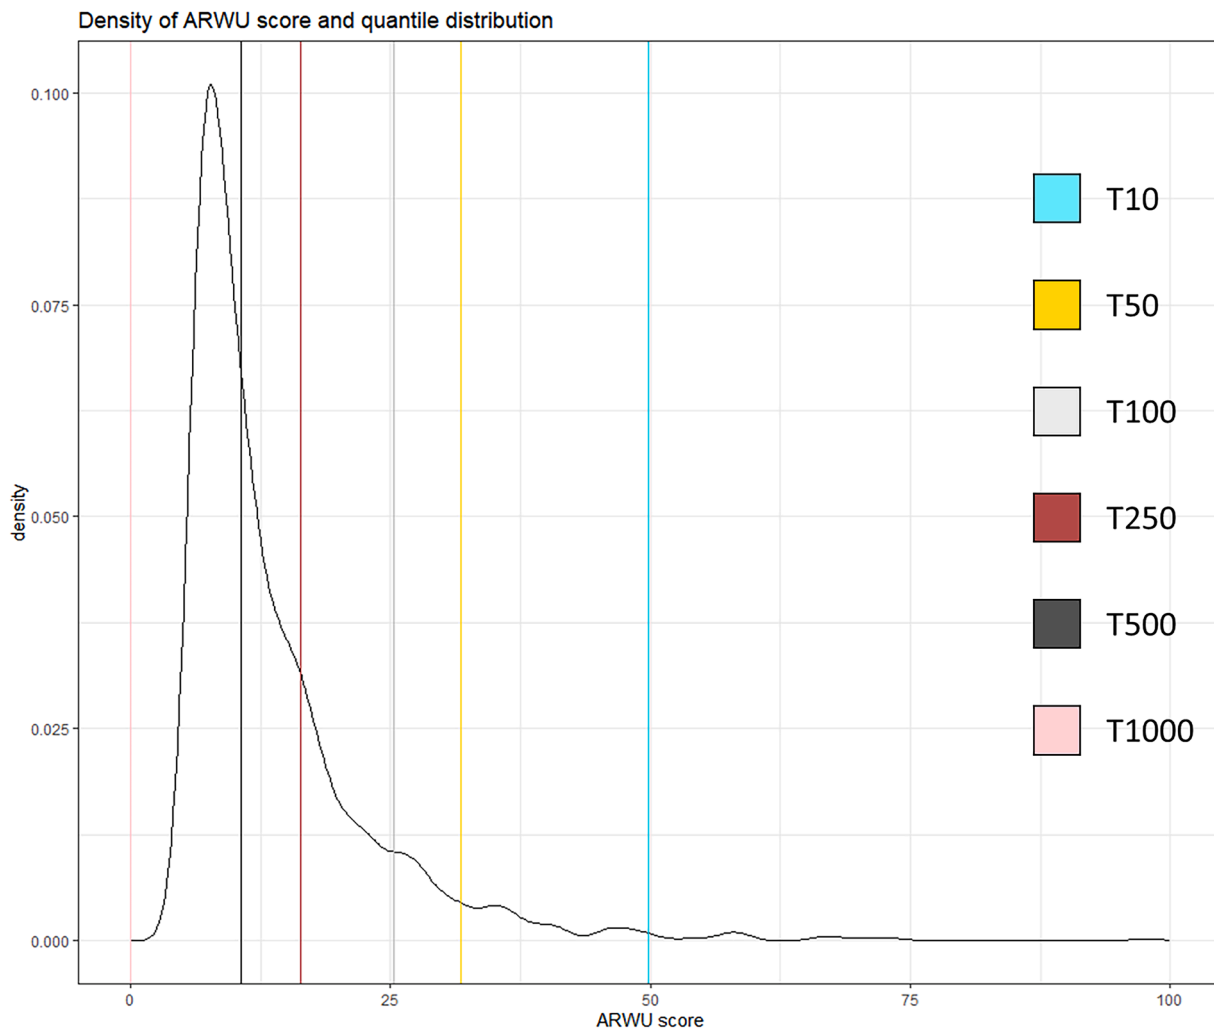 Density of ARWU score and quantile distribution
0.100
0.075
0.050
0.025
0.000
density
0
25
50
75
100
ARWU score
T10
T50
T100
T250
T500
T1000